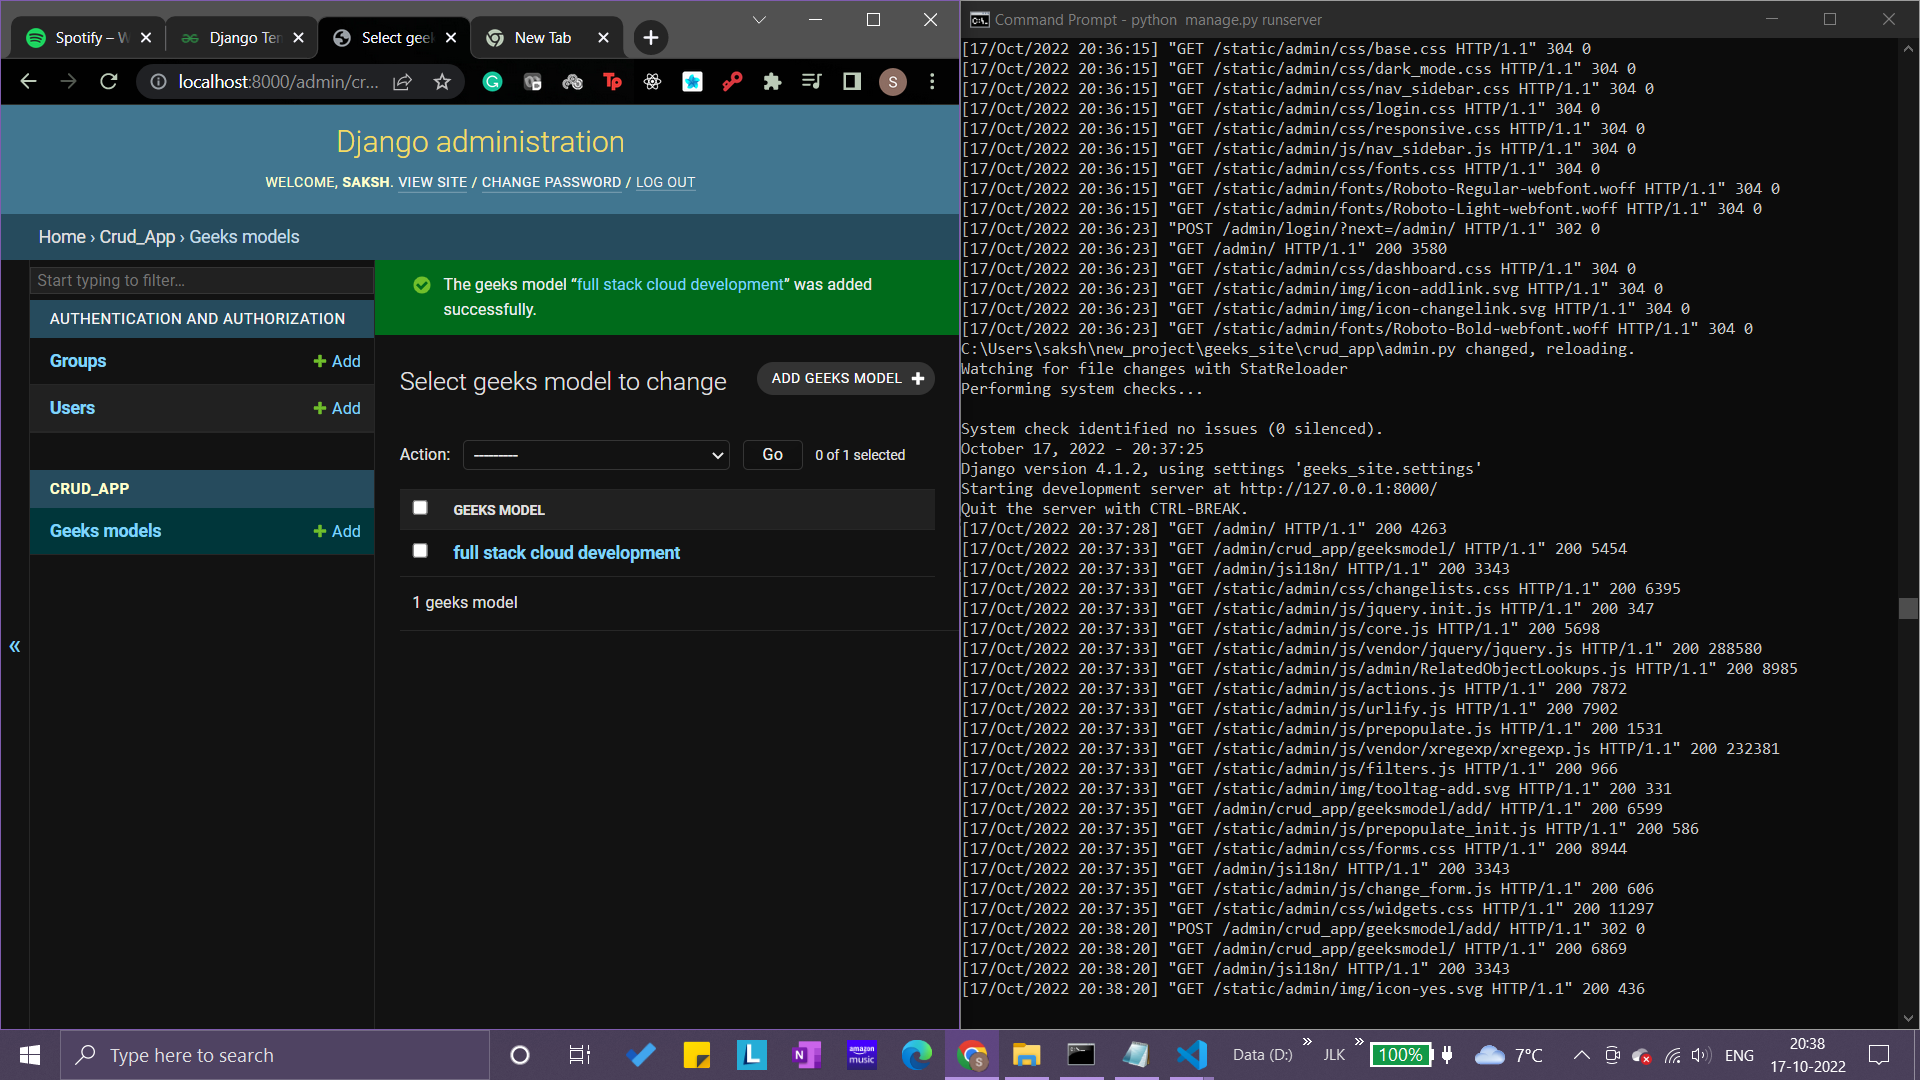 Spotify – W
Django Ter
Select geek
New Tab
localhost:8000/admin/cr...
Tp
S
Django administration
WELCOME, SAKSH. VIEW SITE / CHANGE PASSWORD / LOG OUT
Home › Crud_App › Geeks models
Start typing to filter...
AUTHENTICATION AND AUTHORIZATION
Groups
Add
Users
Add
CRUD_APP
Geeks models
Add
«
The geeks model “full stack cloud development” was added
successfully.
Select geeks model to change
ADD GEEKS MODEL
Action:
---------
Go
0 of 1 selected
GEEKS MODEL
full stack cloud development
1 geeks model
Command Prompt - python  manage.py runserver
[17/Oct/2022 20:36:15] "GET /static/admin/css/base.css HTTP/1.1" 304 0
[17/Oct/2022 20:36:15] "GET /static/admin/css/dark_mode.css HTTP/1.1" 304 0
[17/Oct/2022 20:36:15] "GET /static/admin/css/nav_sidebar.css HTTP/1.1" 304 0
[17/Oct/2022 20:36:15] "GET /static/admin/css/login.css HTTP/1.1" 304 0
[17/Oct/2022 20:36:15] "GET /static/admin/css/responsive.css HTTP/1.1" 304 0
[17/Oct/2022 20:36:15] "GET /static/admin/js/nav_sidebar.js HTTP/1.1" 304 0
[17/Oct/2022 20:36:15] "GET /static/admin/css/fonts.css HTTP/1.1" 304 0
[17/Oct/2022 20:36:15] "GET /static/admin/fonts/Roboto-Regular-webfont.woff HTTP/1.1" 304 0
[17/Oct/2022 20:36:15] "GET /static/admin/fonts/Roboto-Light-webfont.woff HTTP/1.1" 304 0
[17/Oct/2022 20:36:23] "POST /admin/login/?next=/admin/ HTTP/1.1" 302 0
[17/Oct/2022 20:36:23] "GET /admin/ HTTP/1.1" 200 3580
[17/Oct/2022 20:36:23] "GET /static/admin/css/dashboard.css HTTP/1.1" 304 0
[17/Oct/2022 20:36:23] "GET /static/admin/img/icon-addlink.svg HTTP/1.1" 304 0
[17/Oct/2022 20:36:23] "GET /static/admin/img/icon-changelink.svg HTTP/1.1" 304 0
[17/Oct/2022 20:36:23] "GET /static/admin/fonts/Roboto-Bold-webfont.woff HTTP/1.1" 304 0
C:\Users\saksh\new_project\geeks_site\crud_app\admin.py changed, reloading.
Watching for file changes with StatReloader
Performing system checks...
System check identified no issues (0 silenced).
October 17, 2022 - 20:37:25
Django version 4.1.2, using settings 'geeks_site.settings'
Starting development server at http://127.0.0.1:8000/
Quit the server with CTRL-BREAK.
[17/Oct/2022 20:37:28] "GET /admin/ HTTP/1.1" 200 4263
[17/Oct/2022 20:37:33] "GET /admin/crud_app/geeksmodel/ HTTP/1.1" 200 5454
[17/Oct/2022 20:37:33] "GET /admin/jsi18n/ HTTP/1.1" 200 3343
[17/Oct/2022 20:37:33] "GET /static/admin/css/changelists.css HTTP/1.1" 200 6395
[17/Oct/2022 20:37:33] "GET /static/admin/js/jquery.init.js HTTP/1.1" 200 347
[17/Oct/2022 20:37:33] "GET /static/admin/js/core.js HTTP/1.1" 200 5698
[17/Oct/2022 20:37:33] "GET /static/admin/js/vendor/jquery/jquery.js HTTP/1.1" 200 288580
[17/Oct/2022 20:37:33] "GET /static/admin/js/admin/RelatedObjectLookups.js HTTP/1.1" 200 8985
[17/Oct/2022 20:37:33] "GET /static/admin/js/actions.js HTTP/1.1" 200 7872
[17/Oct/2022 20:37:33] "GET /static/admin/js/urlify.js HTTP/1.1" 200 7902
[17/Oct/2022 20:37:33] "GET /static/admin/js/prepopulate.js HTTP/1.1" 200 1531
[17/Oct/2022 20:37:33] "GET /static/admin/js/vendor/xregexp/xregexp.js HTTP/1.1" 200 232381
[17/Oct/2022 20:37:33] "GET /static/admin/js/filters.js HTTP/1.1" 200 966
[17/Oct/2022 20:37:33] "GET /static/admin/img/tooltag-add.svg HTTP/1.1" 200 331
[17/Oct/2022 20:37:35] "GET /admin/crud_app/geeksmodel/add/ HTTP/1.1" 200 6599
[17/Oct/2022 20:37:35] "GET /static/admin/js/prepopulate_init.js HTTP/1.1" 200 586
[17/Oct/2022 20:37:35] "GET /static/admin/css/forms.css HTTP/1.1" 200 8944
[17/Oct/2022 20:37:35] "GET /admin/jsi18n/ HTTP/1.1" 200 3343
[17/Oct/2022 20:37:35] "GET /static/admin/js/change_form.js HTTP/1.1" 200 606
[17/Oct/2022 20:37:35] "GET /static/admin/css/widgets.css HTTP/1.1" 200 11297
[17/Oct/2022 20:38:20] "POST /admin/crud_app/geeksmodel/add/ HTTP/1.1" 302 0
[17/Oct/2022 20:38:20] "GET /admin/crud_app/geeksmodel/ HTTP/1.1" 200 6869
[17/Oct/2022 20:38:20] "GET /admin/jsi18n/ HTTP/1.1" 200 3343
[17/Oct/2022 20:38:20] "GET /static/admin/img/icon-yes.svg HTTP/1.1" 200 436
Type here to search
L
N
amazon
music
S
Data (D:)
»
JLK
»
100%
7°C
ENG
20:38
17-10-2022